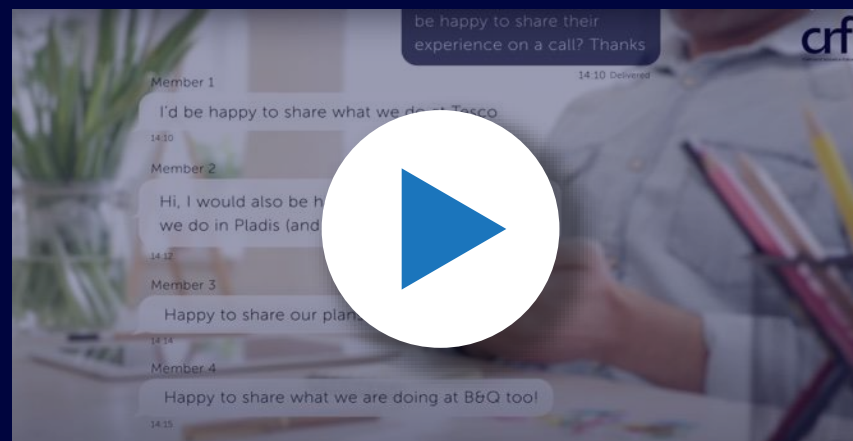 be happy to share their
experience on a call? Thanks
crf
14:10 Delivered
Member 1
I'd be happy to share what we do at Tesco
14:10
Member 2
Hi, I would also be h
we do in Pladis (and
14:12
Member 3
Happy to share our plan
14:14
Member 4
Happy to share what we are doing at B&Q too!
14:15